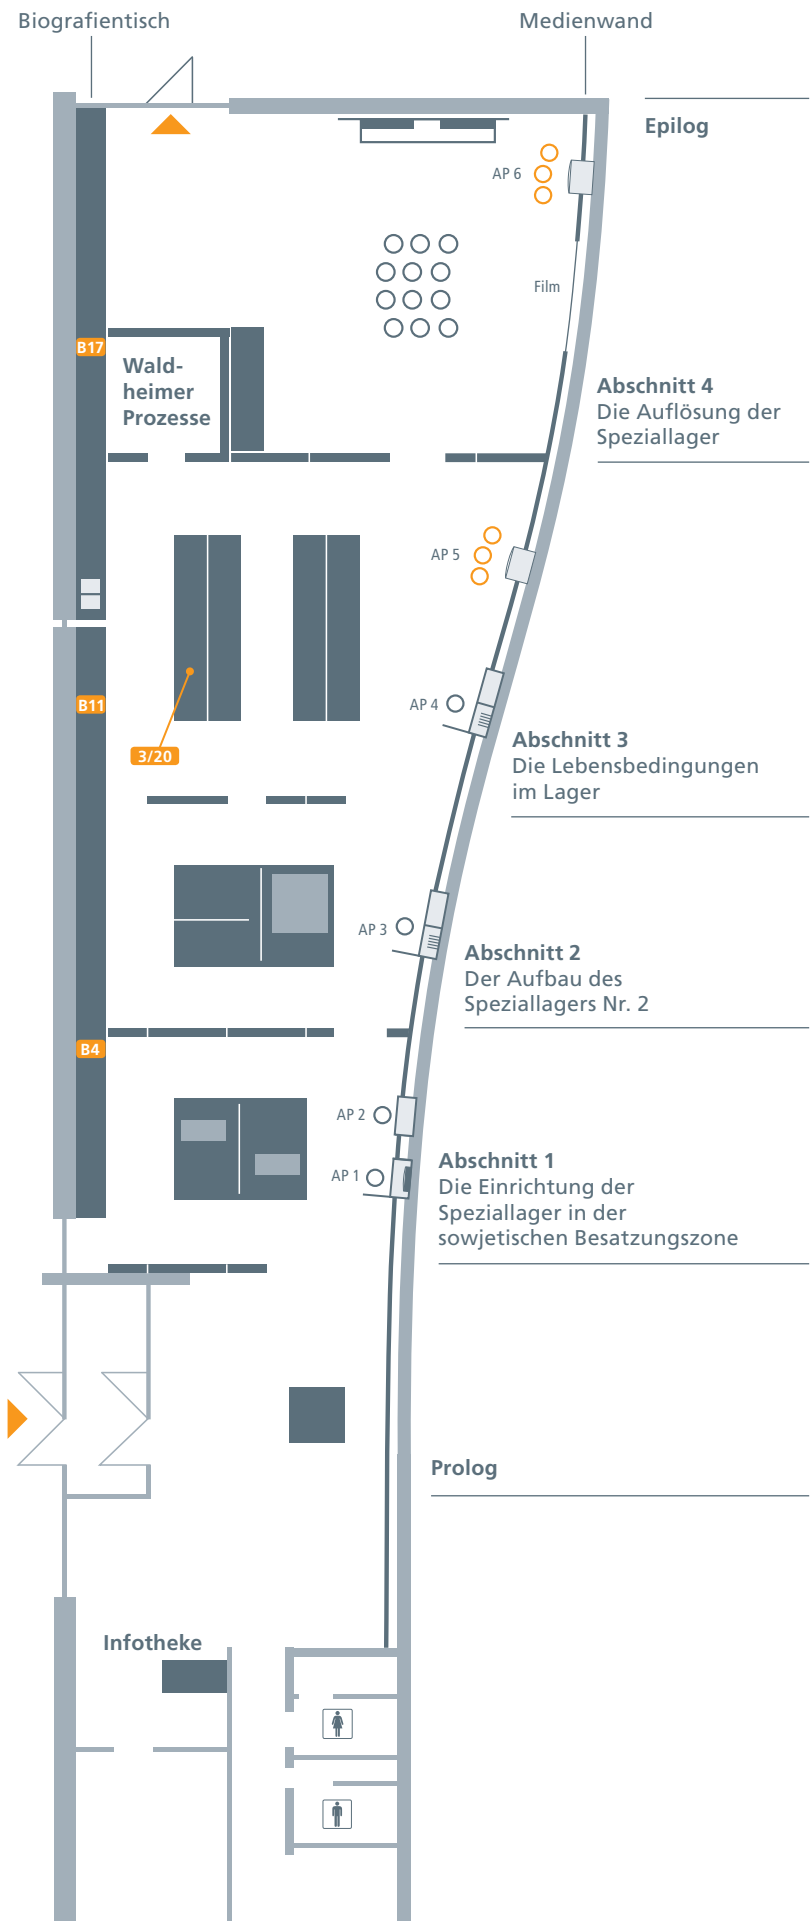 Biografientisch
Medienwand
Epilog
AP 6
Film
B17
Wald-
heimer
Prozesse
Abschnitt 4
Die Auflösung der
Speziallager
AP 5
B11
AP 4
3/20
Abschnitt 3
Die Lebensbedingungen
im Lager
AP 3
Abschnitt 2
Der Aufbau des
Speziallagers Nr. 2
B4
AP 2
AP 1
Abschnitt 1
Die Einrichtung der
Speziallager in der
sowjetischen Besatzungszone
Prolog
Infotheke